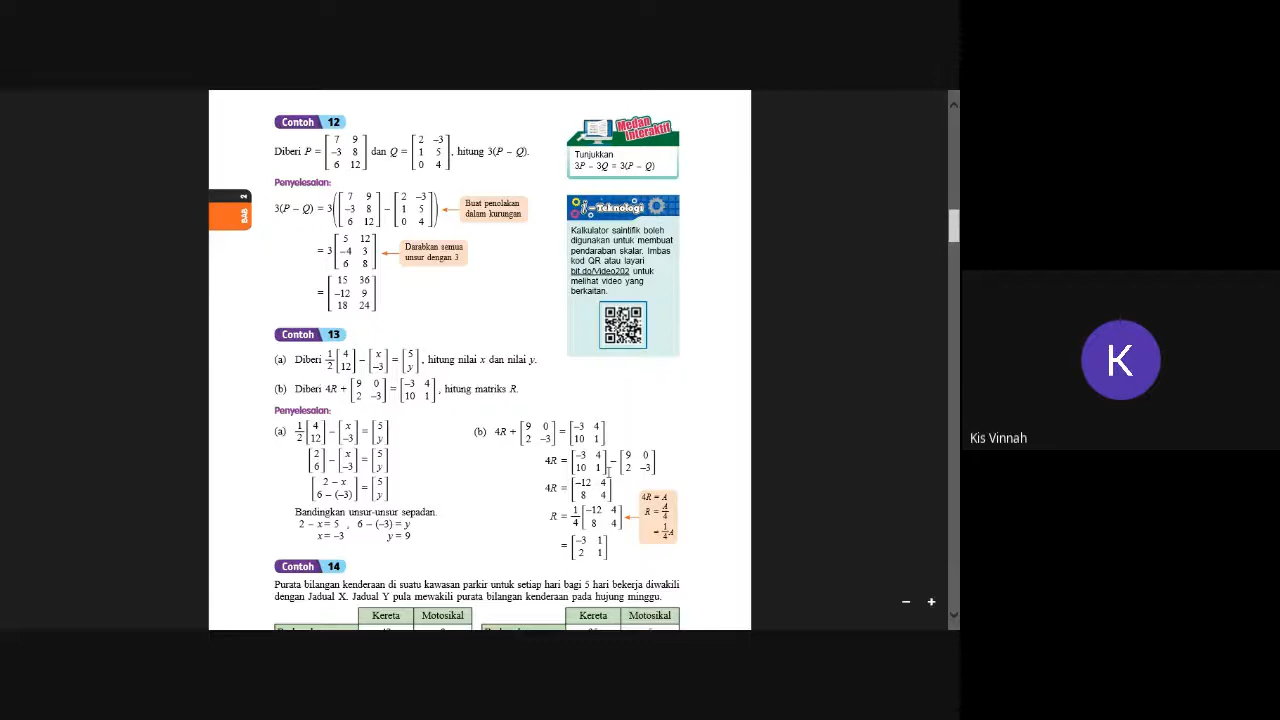 Contoh 12
Diberi P = [7 9; -3 8; 6 12] dan Q = [2 -3; 1 5; 0 4], hitung 3(P – Q).
Penyelesaian:
3(P – Q) = 3([7 9; -3 8; 6 12] – [2 -3; 1 5; 0 4])
Buat penolakan
dalam kurungan
= 3[5 12; -4 3; 6 8]
Darabkan semua
unsur dengan 3
= [15 36; -12 9; 18 24]
Medan
Interaktif
Tunjukkan
3P – 3Q = 3(P – Q)
i-Teknologi
Kalkulator saintifik boleh
digunakan untuk membuat
pendaraban skalar. Imbas
kod QR atau layari
bit.do/Video202 untuk
melihat video yang
berkaitan.
BAB
2
Contoh 13
(a) Diberi 1/2[4; 12] – [x; -3] = [5; y], hitung nilai x dan nilai y.
(b) Diberi 4R + [9 0; 2 -3] = [-3 4; 10 1], hitung matriks R.
Penyelesaian:
(a) 1/2[4; 12] – [x; -3] = [5; y]
[2; 6] – [x; -3] = [5; y]
[2 – x; 6 – (-3)] = [5; y]
Bandingkan unsur-unsur sepadan.
2 – x = 5 , 6 – (-3) = y
x = -3 y = 9
(b) 4R + [9 0; 2 -3] = [-3 4; 10 1]
4R = [-3 4; 10 1] – [9 0; 2 -3]
4R = [-12 4; 8 4]
R = 1/4[-12 4; 8 4]
= [-3 1; 2 1]
4R = A
R = A/4
= 1/4A
Contoh 14
Purata bilangan kenderaan di suatu kawasan parkir untuk setiap hari bagi 5 hari bekerja diwakili
dengan Jadual X. Jadual Y pula mewakili purata bilangan kenderaan pada hujung minggu.
Kereta Motosikal
Kereta Motosikal
K
Kis Vinnah